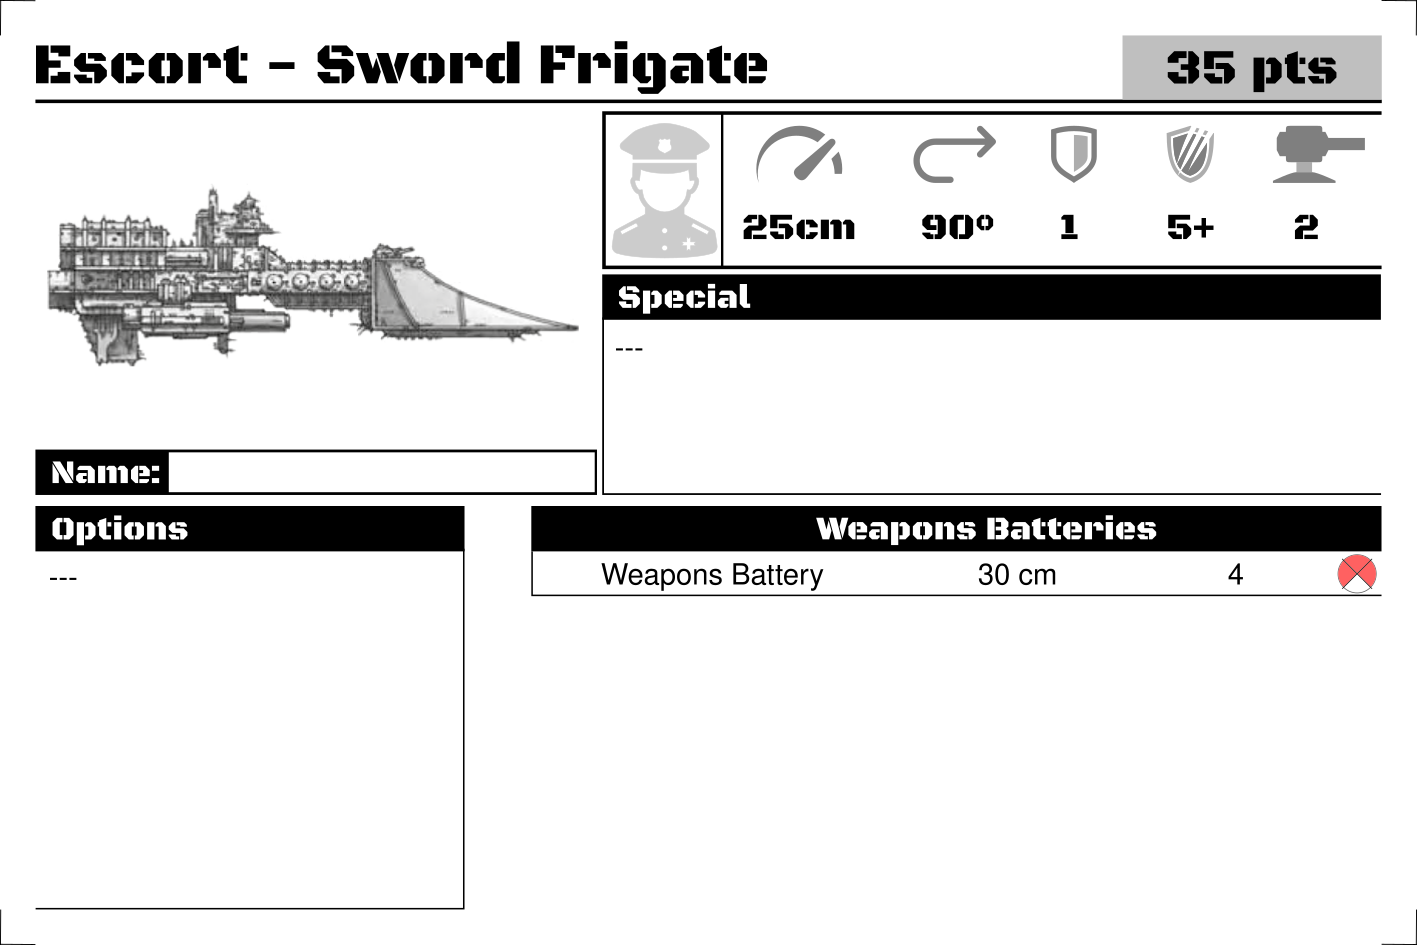 Escort - Sword Frigate
35 pts
25cm 90º 1 5+ 2
Special
---
Name:
Options
---
Weapons Batteries
Weapons Battery 30 cm 4